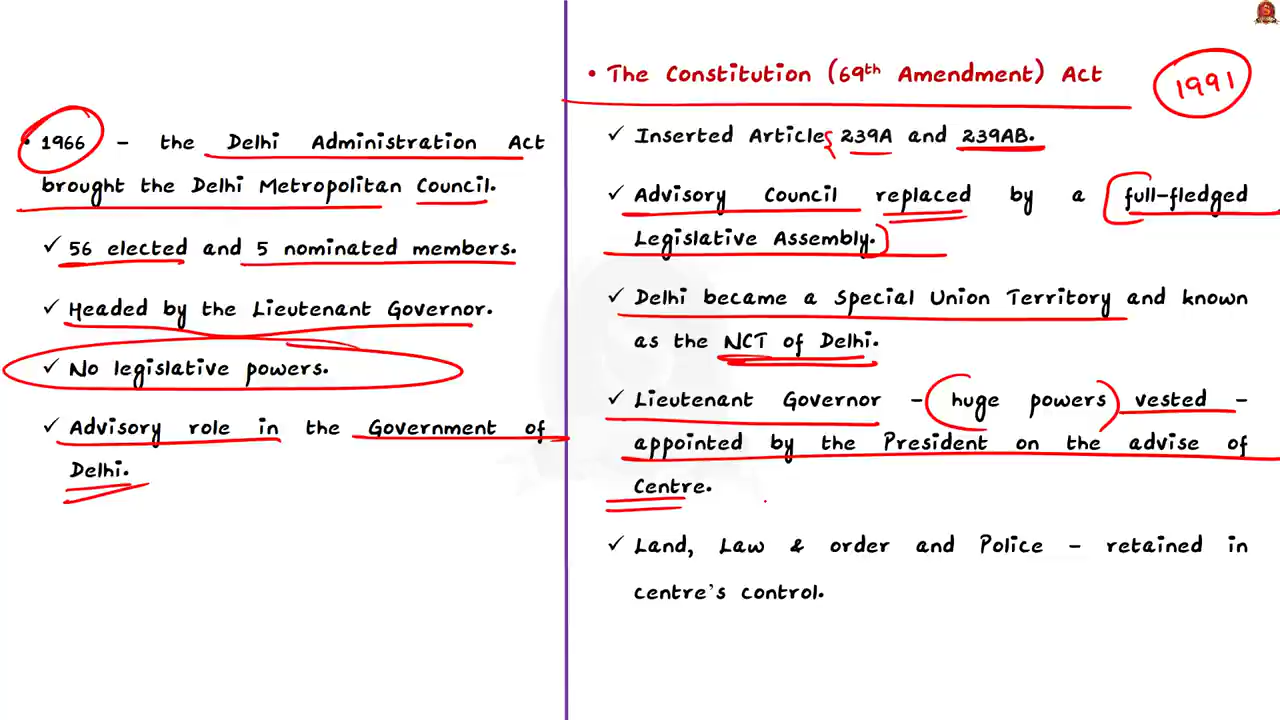 • 1966 - the Delhi Administration Act
brought the Delhi Metropolitan Council.
✓ 56 elected and 5 nominated members.
✓ Headed by the Lieutenant Governor.
✓ No legislative powers.
✓ Advisory role in the Government of
Delhi.
• The Constitution (69th Amendment) Act
1991
✓ Inserted Article 239A and 239AB.
✓ Advisory Council replaced by a full-fledged
Legislative Assembly.
✓ Delhi became a Special Union Territory and known
as the NCT of Delhi.
✓ Lieutenant Governor - huge powers vested -
appointed by the President on the advise of
Centre.
✓ Land, Law & order and Police - retained in
centre's control.